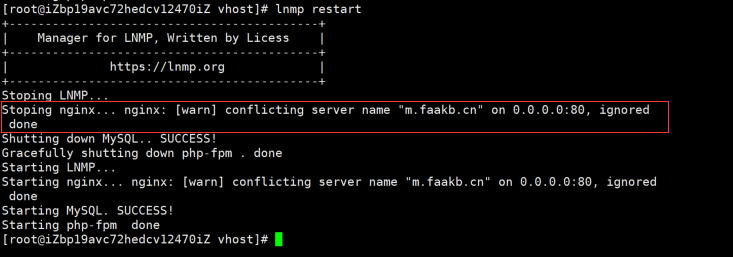 [root@iZbp19avc72hedcv12470iZ vhost]# lnmp restart
+-------------------------------------------+
|    Manager for LNMP, Written by Licess    |
+-------------------------------------------+
|              https://lnmp.org             |
+-------------------------------------------+
Stoping LNMP...
Stoping nginx... nginx: [warn] conflicting server name "m.faakb.cn" on 0.0.0.0:80, ignored
 done
Shutting down MySQL.. SUCCESS!
Gracefully shutting down php-fpm . done
Starting LNMP...
Starting nginx... nginx: [warn] conflicting server name "m.faakb.cn" on 0.0.0.0:80, ignored
 done
Starting MySQL. SUCCESS!
Starting php-fpm  done
[root@iZbp19avc72hedcv12470iZ vhost]#